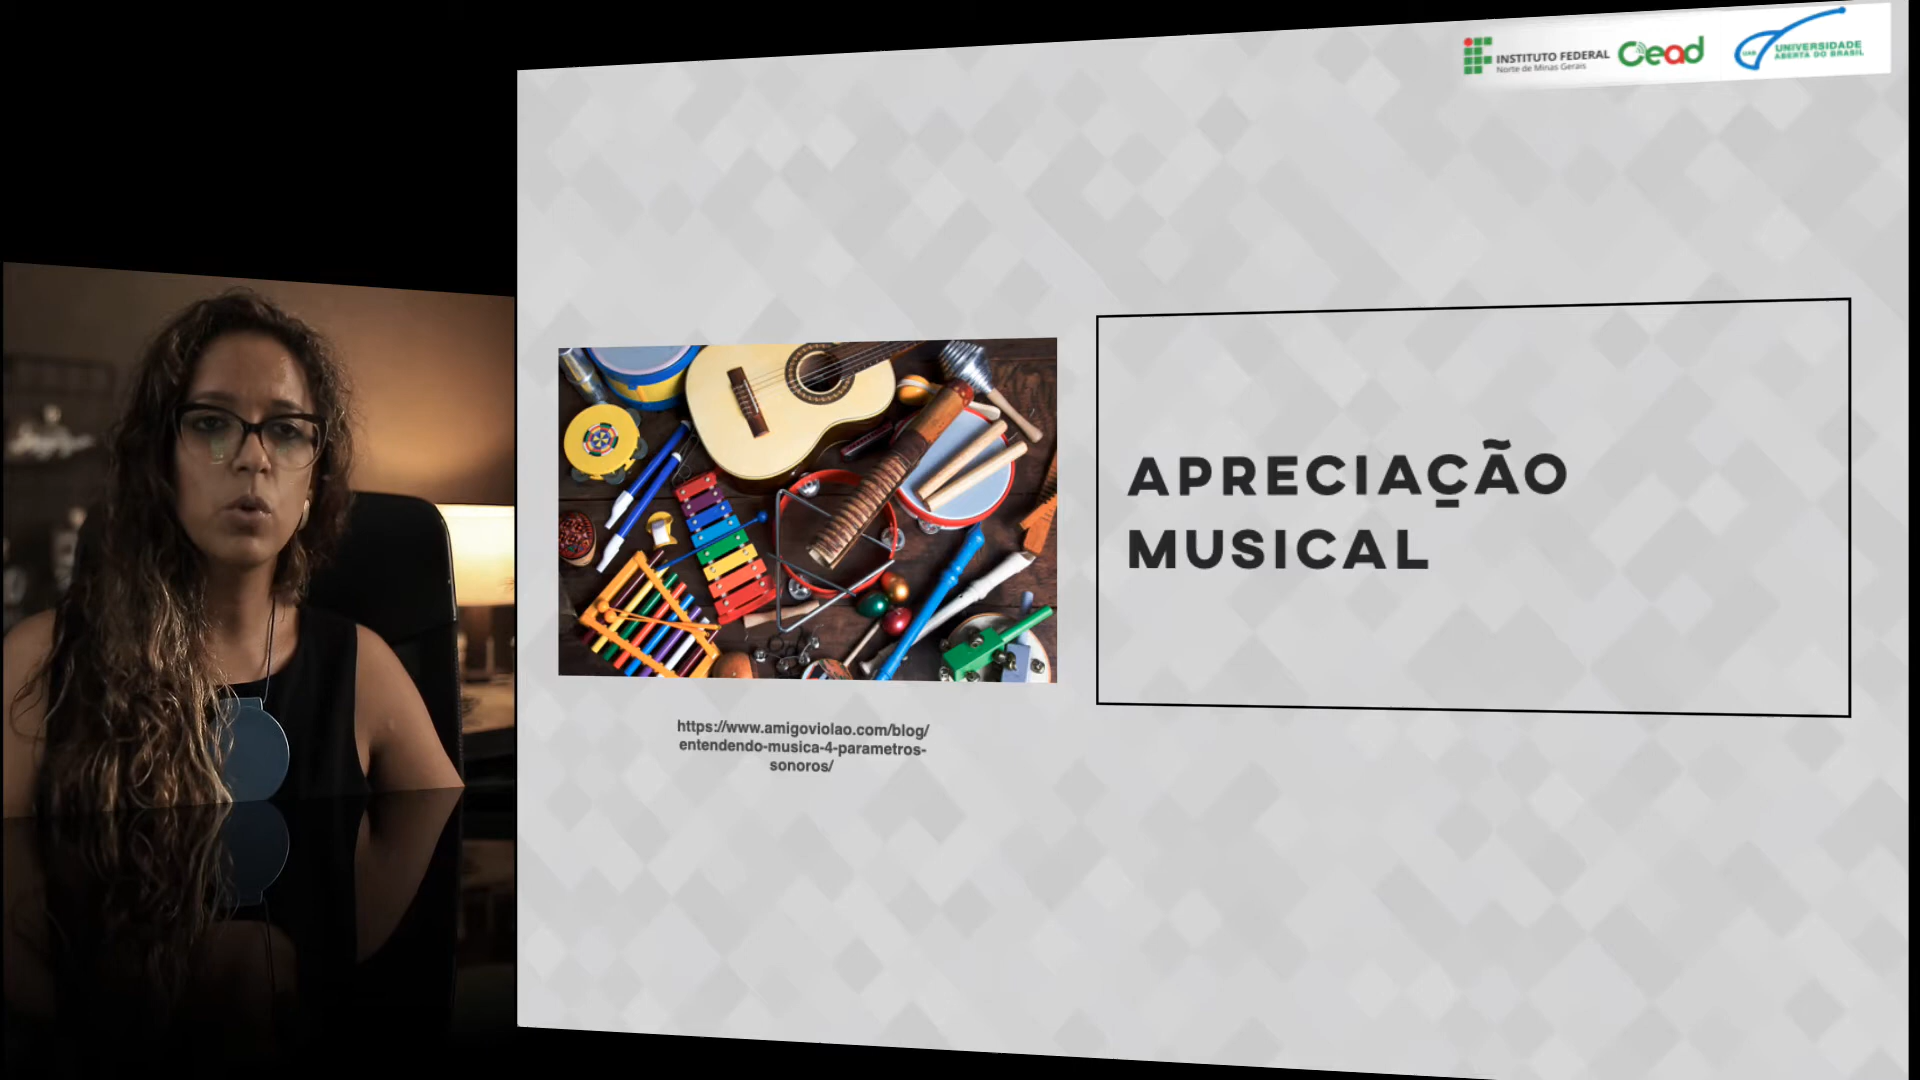 INSTITUTO FEDERAL
Norte de Minas Gerais
Cead
UAB
UNIVERSIDADE
ABERTA DO BRASIL
APRECIAÇÃO
MUSICAL
https://www.amigoviolao.com/blog/
entendendo-musica-4-parametros-
sonoros/